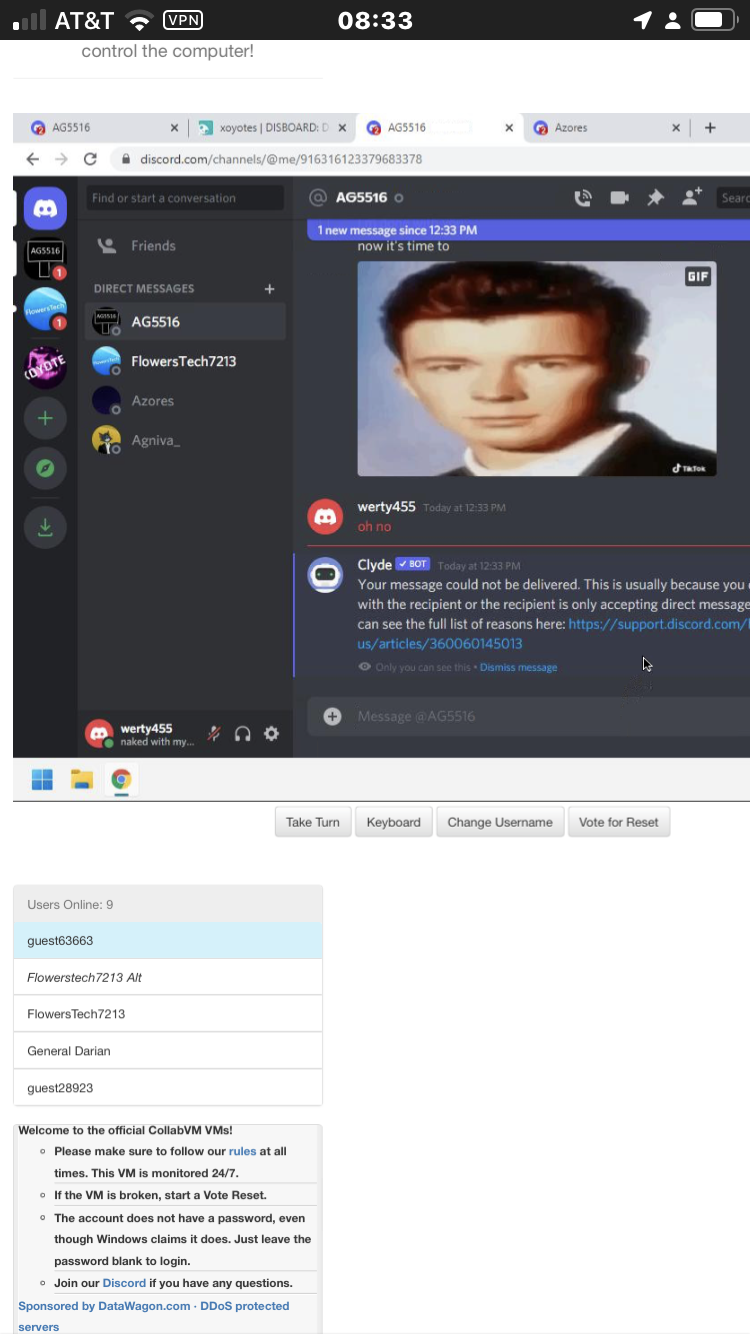 AT&T VPN 08:33
control the computer!
AG5516 xoyotes | DISBOARD: D AG5516 Azores
discord.com/channels/@me/916316123379683378
Find or start a conversation
@ AG5516
Searc
1 new message since 12:33 PM
AG5516
1
Friends
now it's time to
GIF
DIRECT MESSAGES +
FlowersTech
1
AG5516
AG5516
FlowersTech7213
Azores
Agniva_
TikTok
werty455 Today at 12:33 PM
oh no
Clyde BOT Today at 12:33 PM
Your message could not be delivered. This is usually because you
with the recipient or the recipient is only accepting direct message
can see the full list of reasons here: https://support.discord.com/
us/articles/360060145013
Only you can see this • Dismiss message
Message @AG5516
werty455
naked with my...
Take Turn Keyboard Change Username Vote for Reset
Users Online: 9
guest63663
Flowerstech7213 Alt
FlowersTech7213
General Darian
guest28923
Welcome to the official CollabVM VMs!
Please make sure to follow our rules at all
times. This VM is monitored 24/7.
If the VM is broken, start a Vote Reset.
The account does not have a password, even
though Windows claims it does. Just leave the
password blank to login.
Join our Discord if you have any questions.
Sponsored by DataWagon.com · DDoS protected
servers